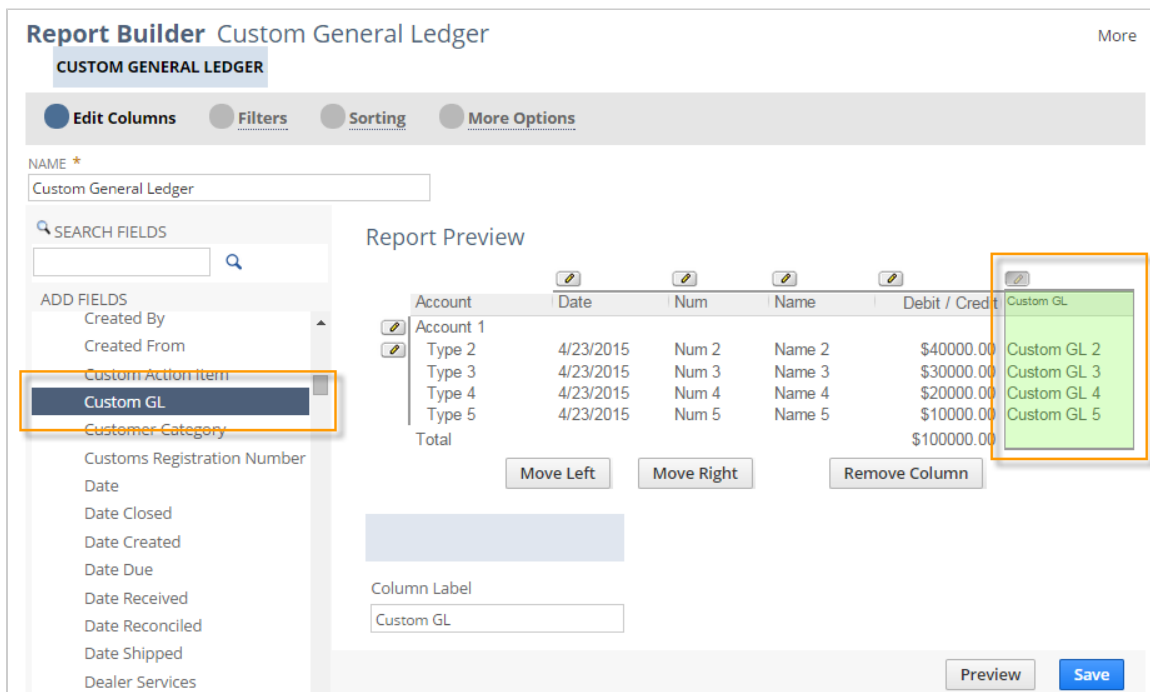 Report Builder Custom General Ledger
More
CUSTOM GENERAL LEDGER
Edit Columns Filters Sorting More Options
NAME *
Custom General Ledger
SEARCH FIELDS
ADD FIELDS
Created By
Created From
Custom Action Item
Custom GL
Customer Category
Customs Registration Number
Date
Date Closed
Date Created
Date Due
Date Received
Date Reconciled
Date Shipped
Dealer Services
Report Preview
Account Date Num Name Debit / Credit Custom GL
Account 1
Type 2 4/23/2015 Num 2 Name 2 $40000.00 Custom GL 2
Type 3 4/23/2015 Num 3 Name 3 $30000.00 Custom GL 3
Type 4 4/23/2015 Num 4 Name 4 $20000.00 Custom GL 4
Type 5 4/23/2015 Num 5 Name 5 $10000.00 Custom GL 5
Total $100000.00
Move Left Move Right Remove Column
Column Label
Custom GL
Preview Save